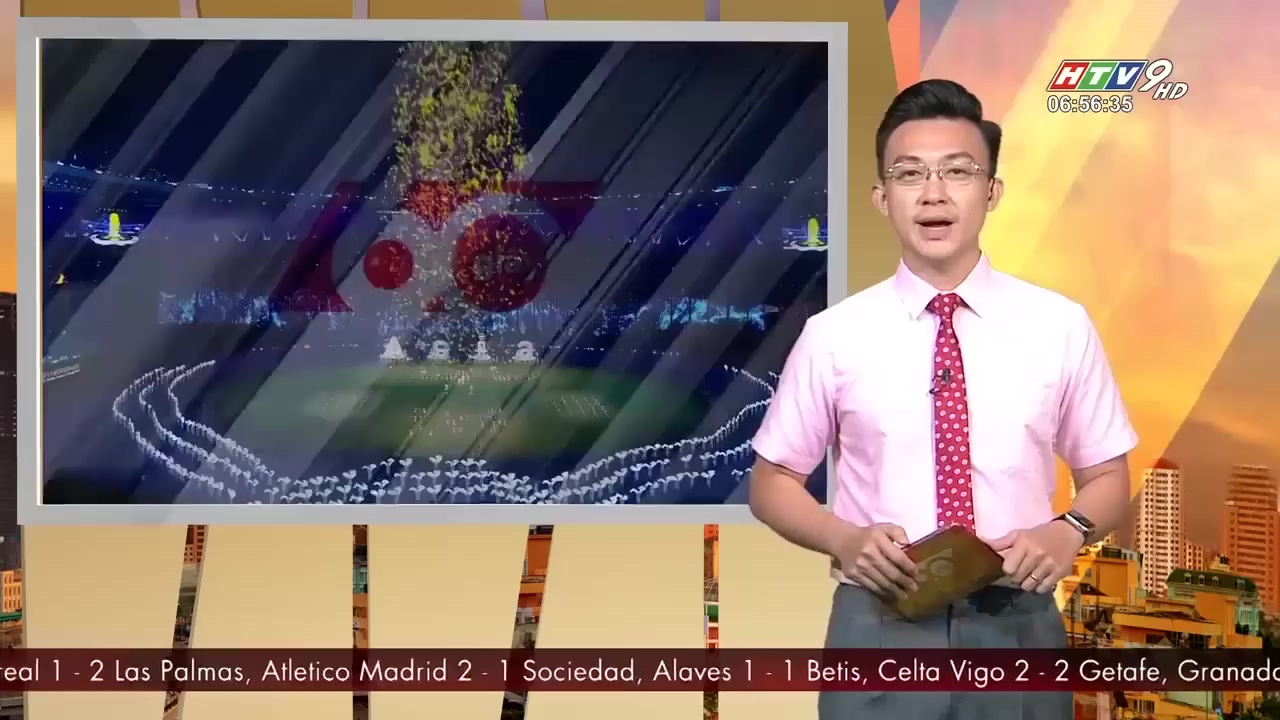 HTV9 HD
06:56:35
Asia
real 1 - 2 Las Palmas, Atletico Madrid 2 - 1 Sociedad, Alaves 1 - 1 Betis, Celta Vigo 2 - 2 Getafe, Granada